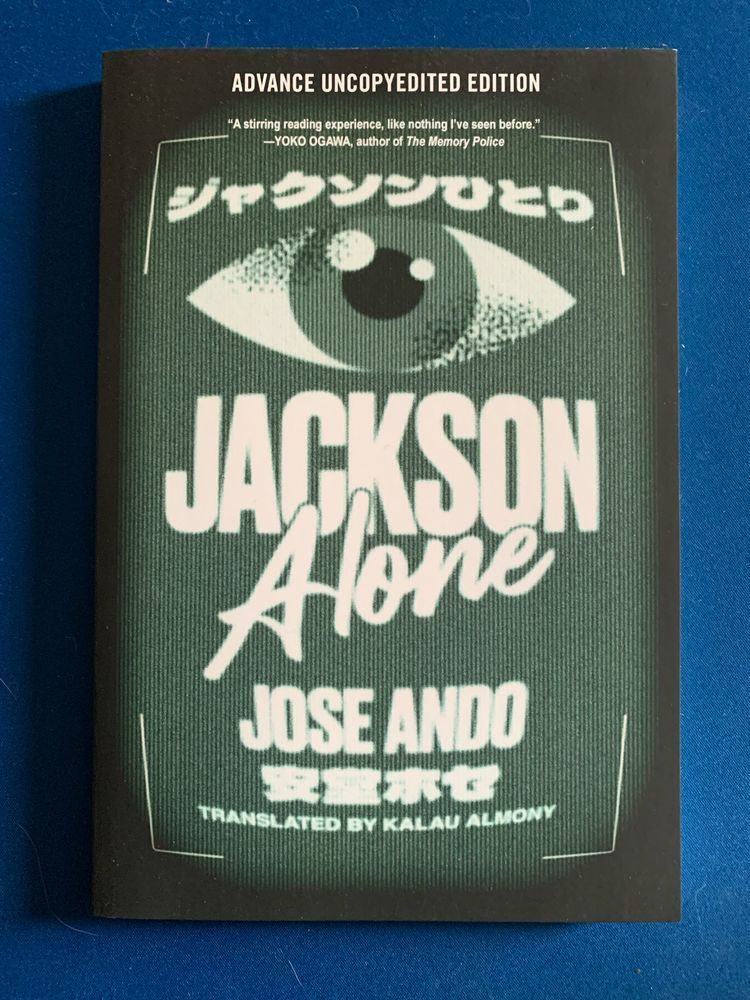 ADVANCE UNCOPYEDITED EDITION
“A stirring reading experience, like nothing I’ve seen before.”
—YOKO OGAWA, author of The Memory Police
ジャクソンひとり
JACKSON
Alone
JOSE ANDO
安堂ホセ
TRANSLATED BY KALAU ALMONY